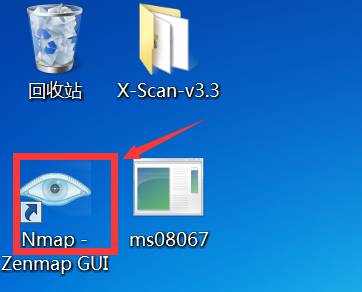 回收站
X-Scan-v3.3
Nmap -
Zenmap GUI
ms08067